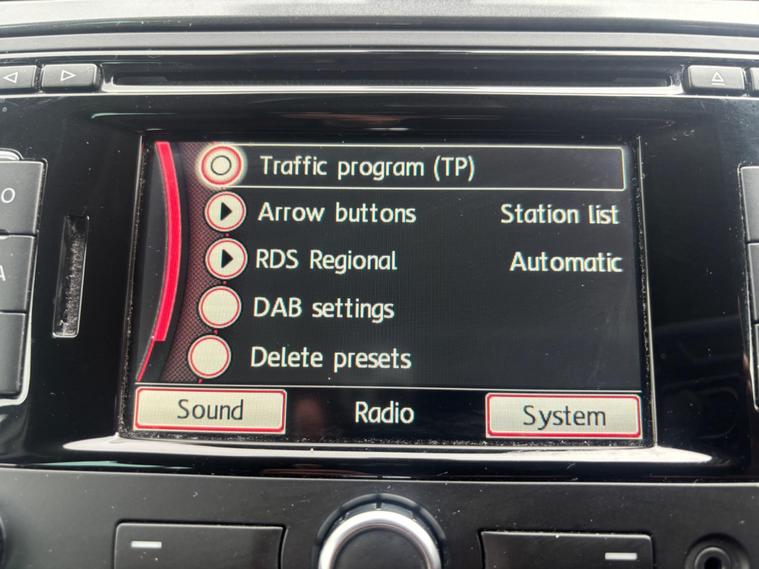 Traffic program (TP)
Arrow buttons Station list
RDS Regional Automatic
DAB settings
Delete presets
Sound Radio System